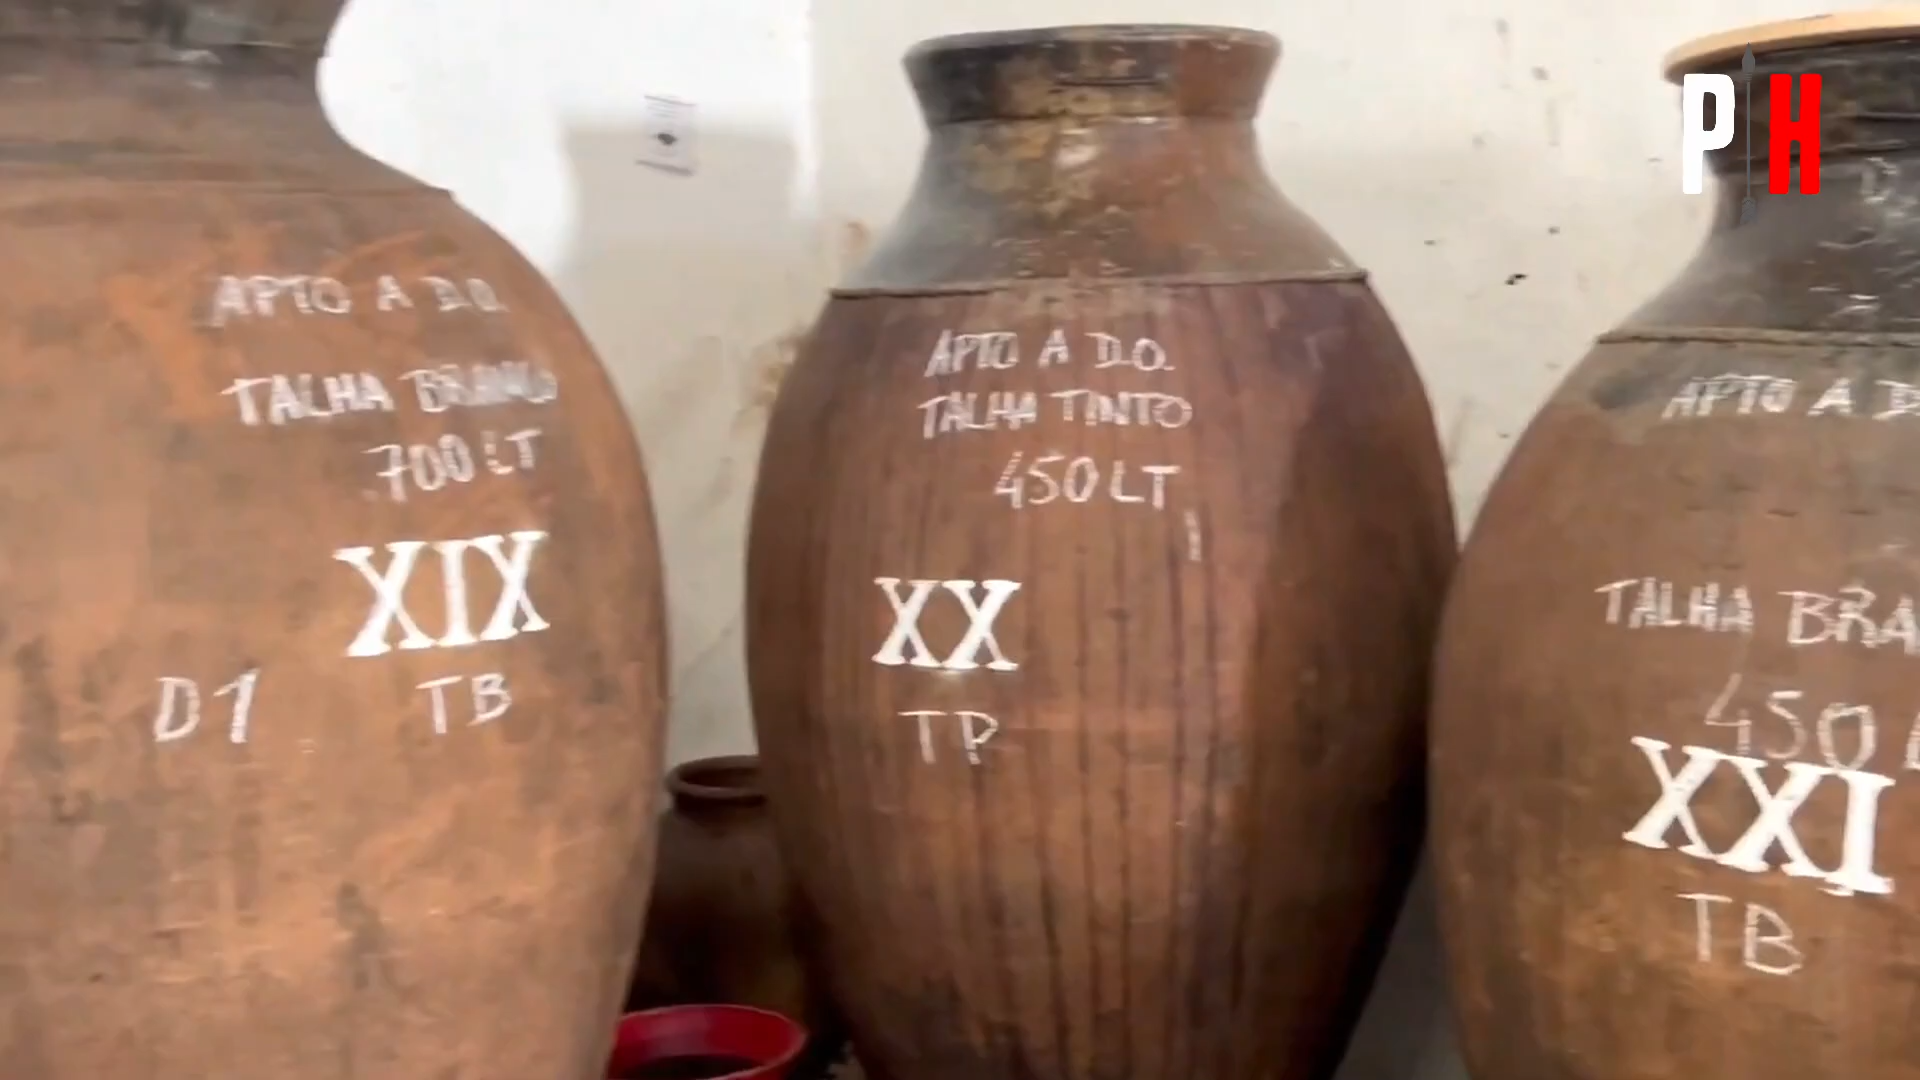 APTO A D.O.
TALHA BRANCO
700 LT
XIX
D1 TB
APTO A D.O.
TALHA TINTO
450 LT
XX
TP
APTO A D
TALHA BRA
450
XXI
TB
PH